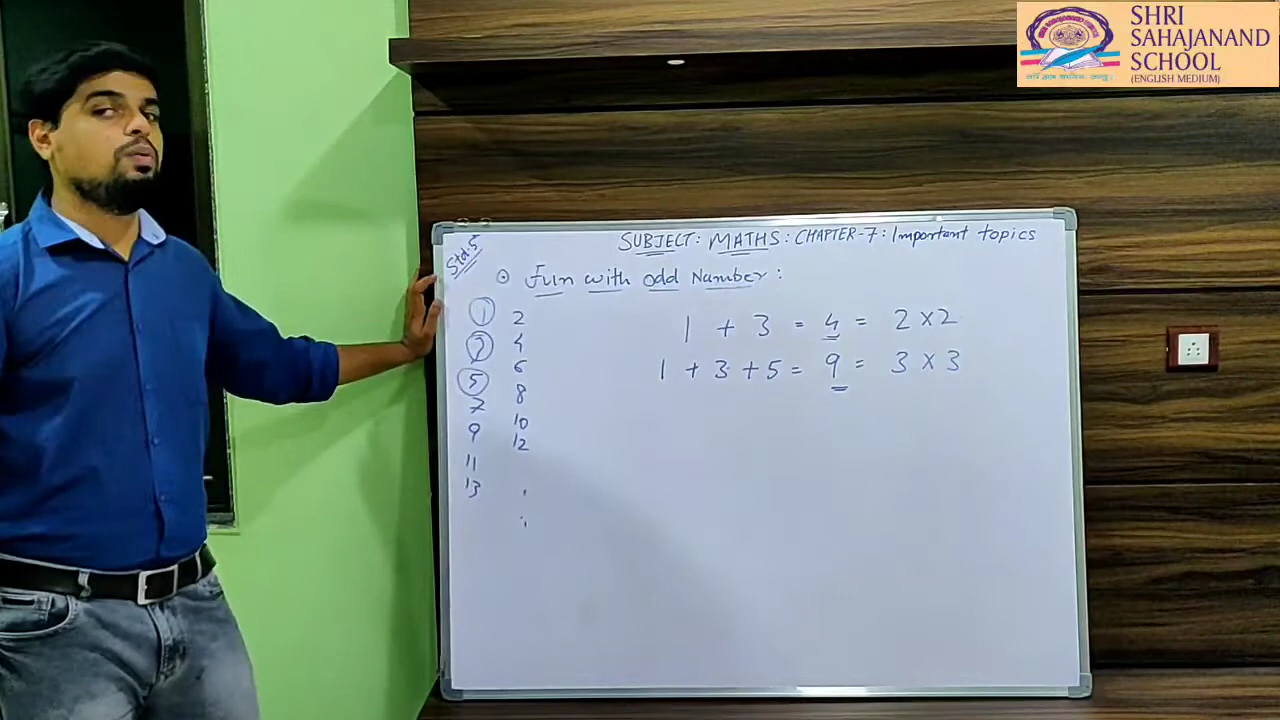 SHRI
SAHAJANAND
SCHOOL
(ENGLISH MEDIUM)
Std.5
SUBJECT: MATHS: CHAPTER-7: Important topics
Fun with odd Number:
1 2
3 4
5 6
7 8
9 10
11 12
13
1 + 3 = 4 = 2 × 2
1 + 3 + 5 = 9 = 3 × 3